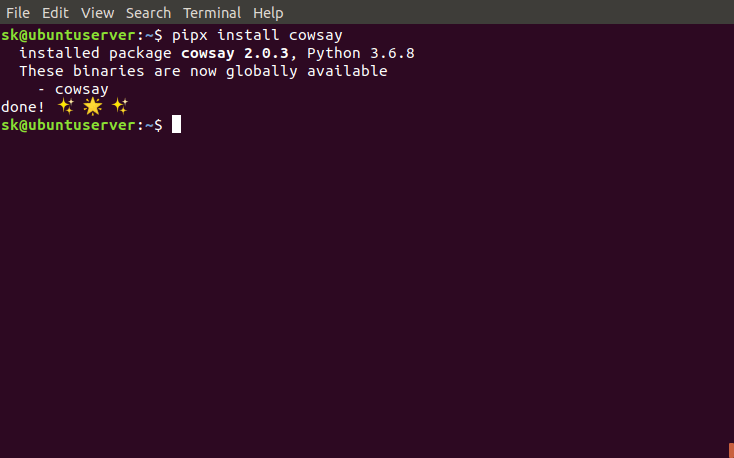 File Edit View Search Terminal Help
sk@ubuntuserver:~$ pipx install cowsay
  installed package cowsay 2.0.3, Python 3.6.8
  These binaries are now globally available
    - cowsay
done! ✨ 🌟 ✨
sk@ubuntuserver:~$